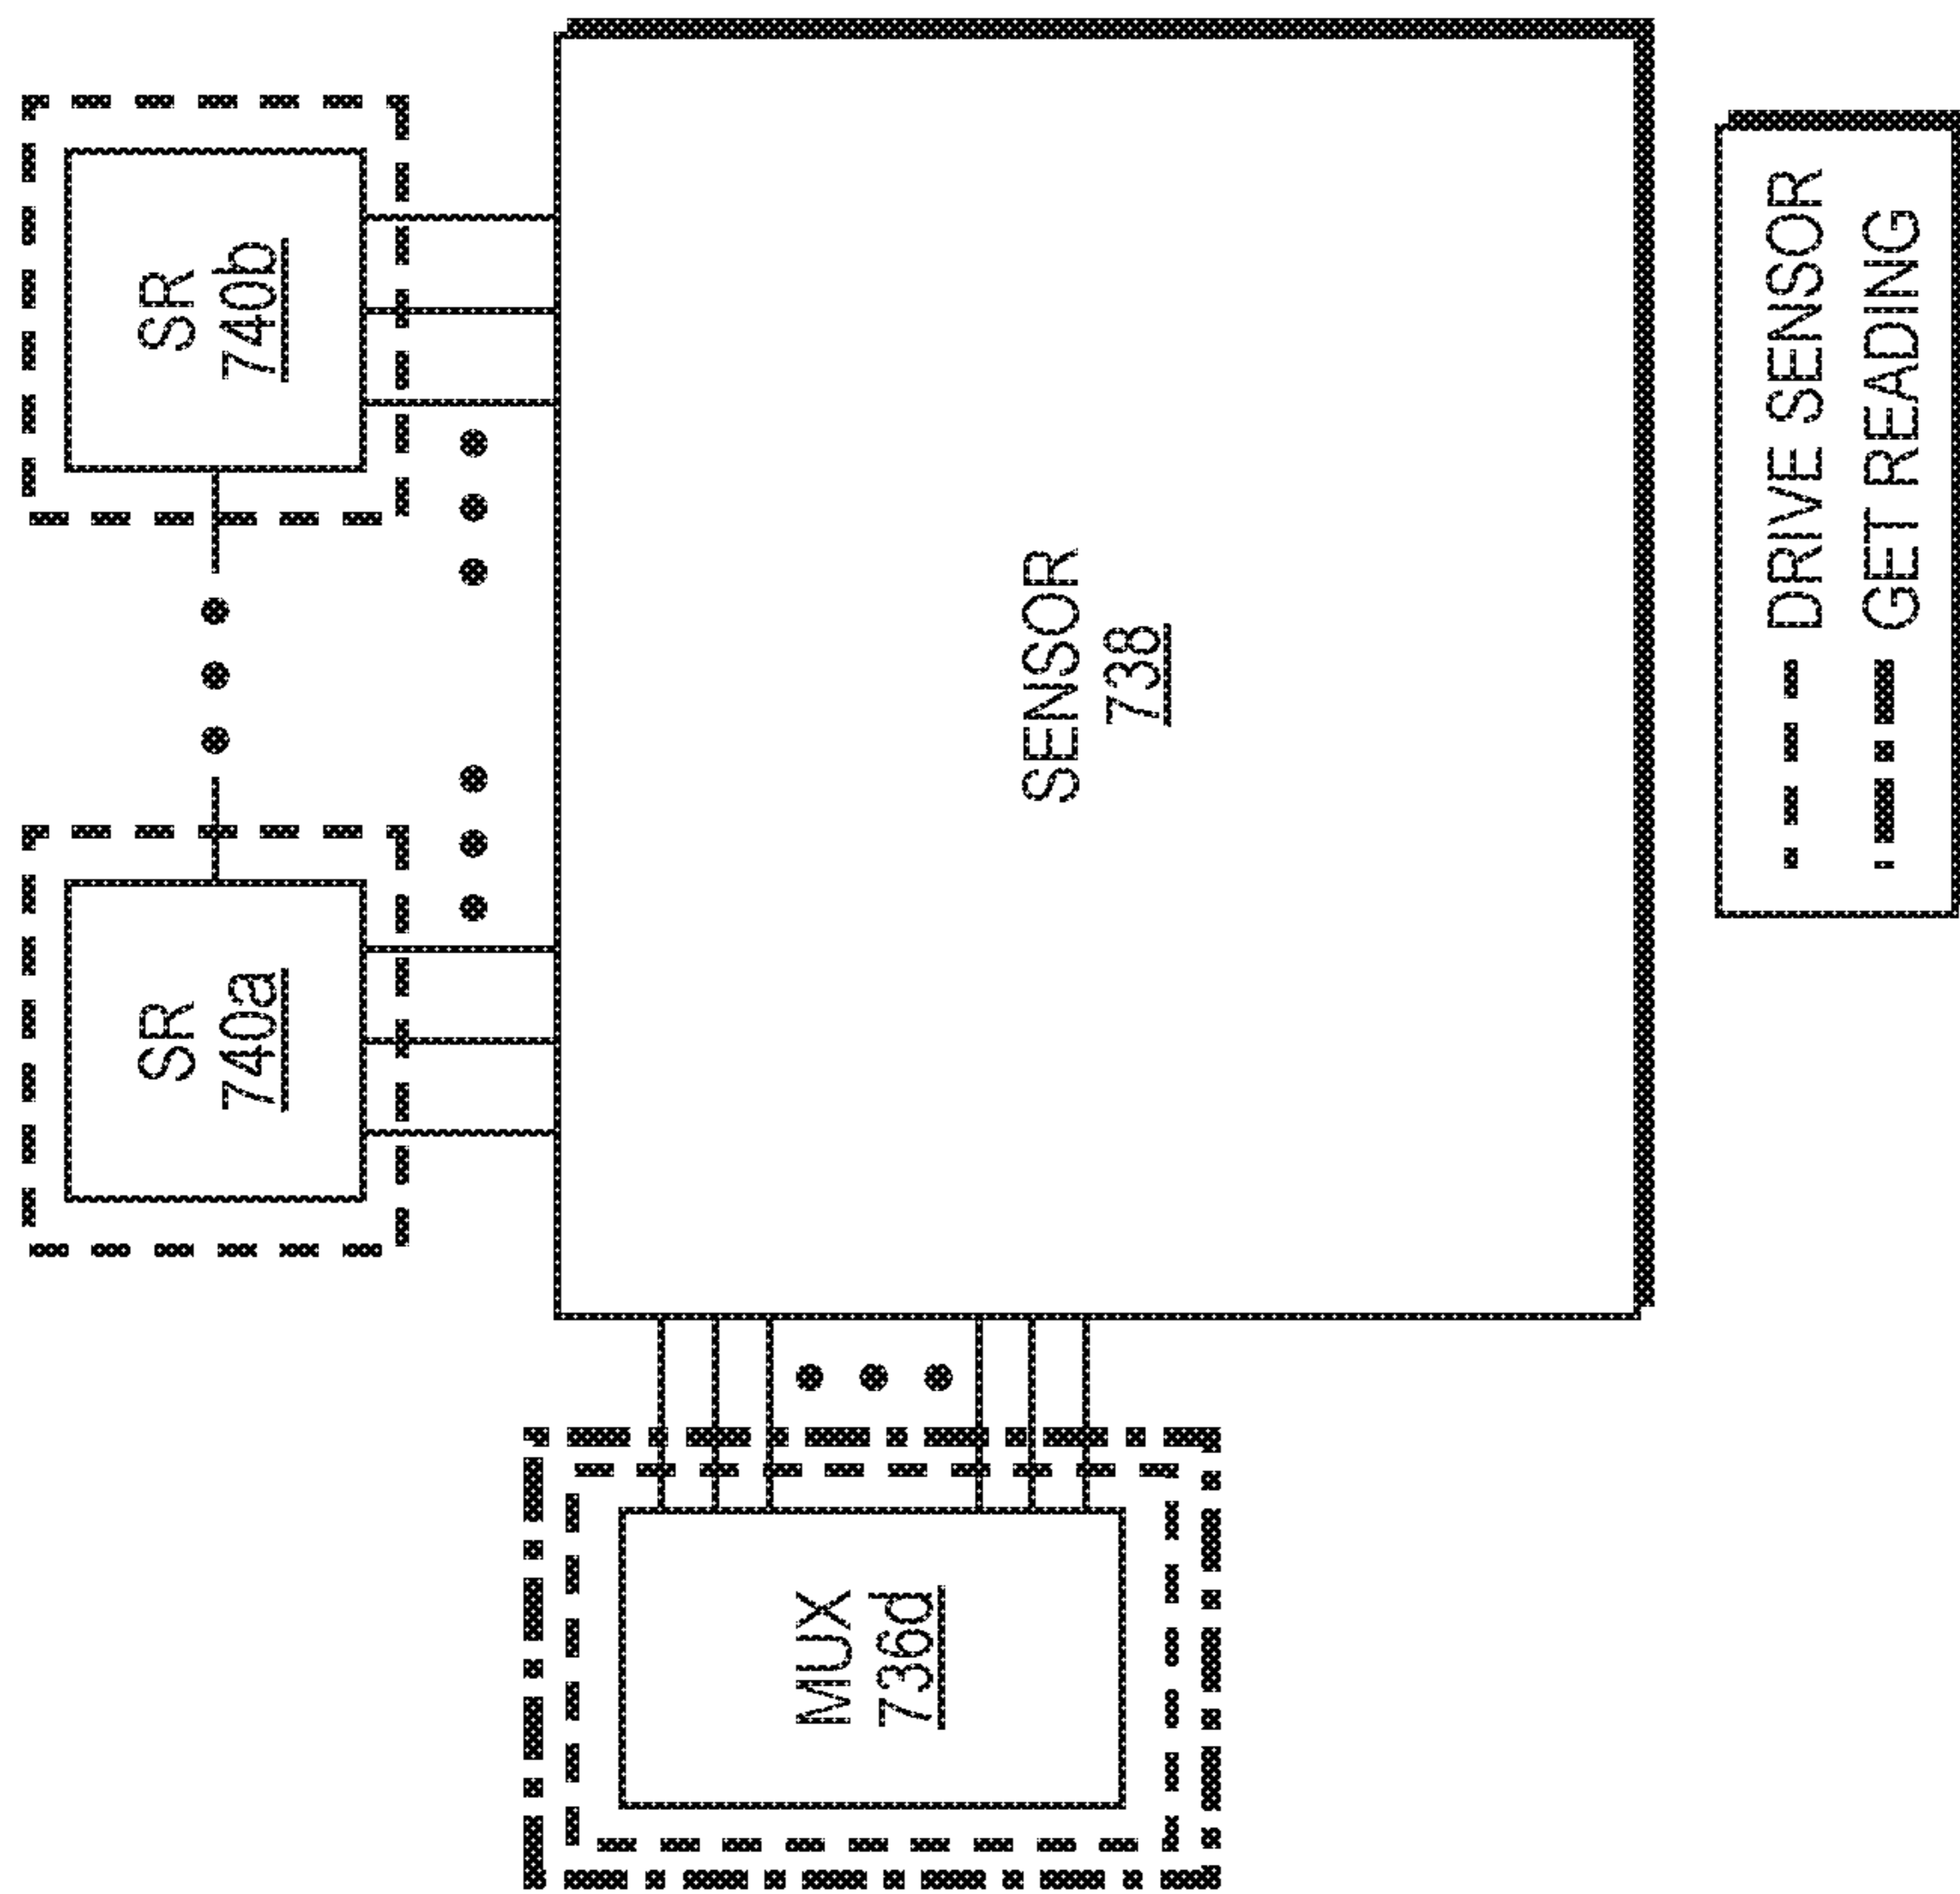 SR
740a
SR
740b
MUX
736d
SENSOR
738
DRIVE SENSOR
GET READING